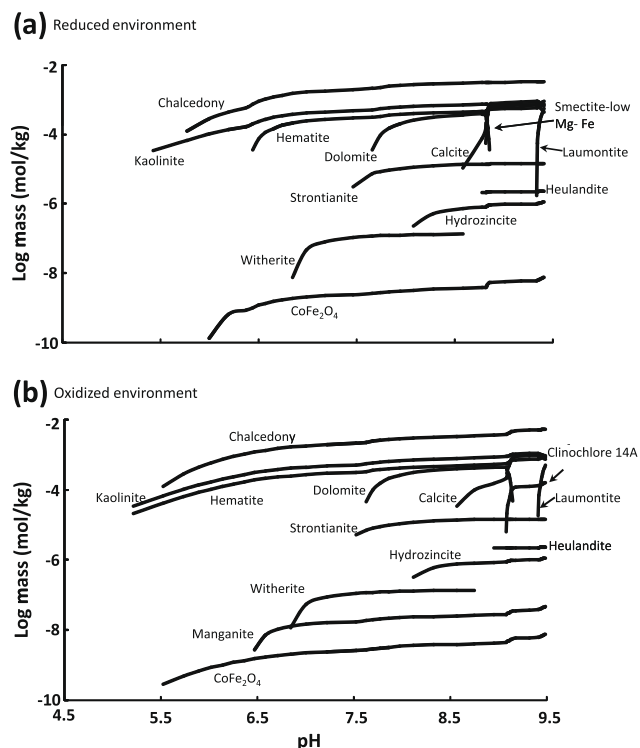 (a) Reduced environment
-2
-4
-6
-8
-10
Log mass (mol/kg)
Chalcedony
Kaolinite
Hematite
Dolomite
Calcite
Smectite-low
Mg- Fe
Laumontite
Strontianite
Heulandite
Hydrozincite
Witherite
CoFe2O4
(b) Oxidized environment
-2
-4
-6
-8
-10
Log mass (mol/kg)
Chalcedony
Clinochlore 14A
Kaolinite
Hematite
Dolomite
Calcite
Laumontite
Strontianite
Heulandite
Hydrozincite
Witherite
Manganite
CoFe2O4
4.5 5.5 6.5 7.5 8.5 9.5
pH